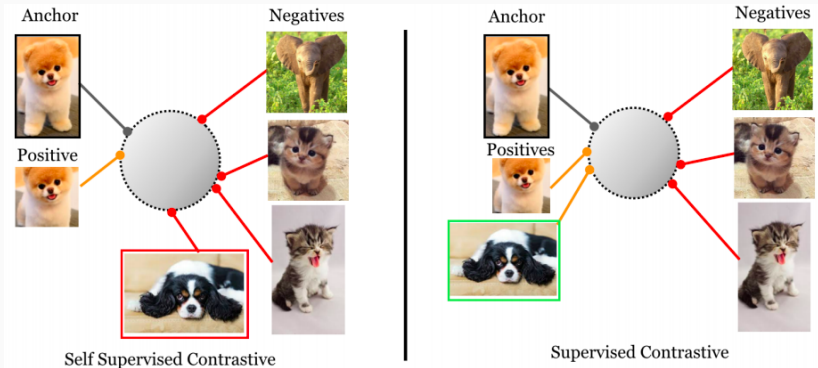 Anchor
Negatives
Positive
Self Supervised Contrastive
Anchor
Negatives
Positives
Supervised Contrastive